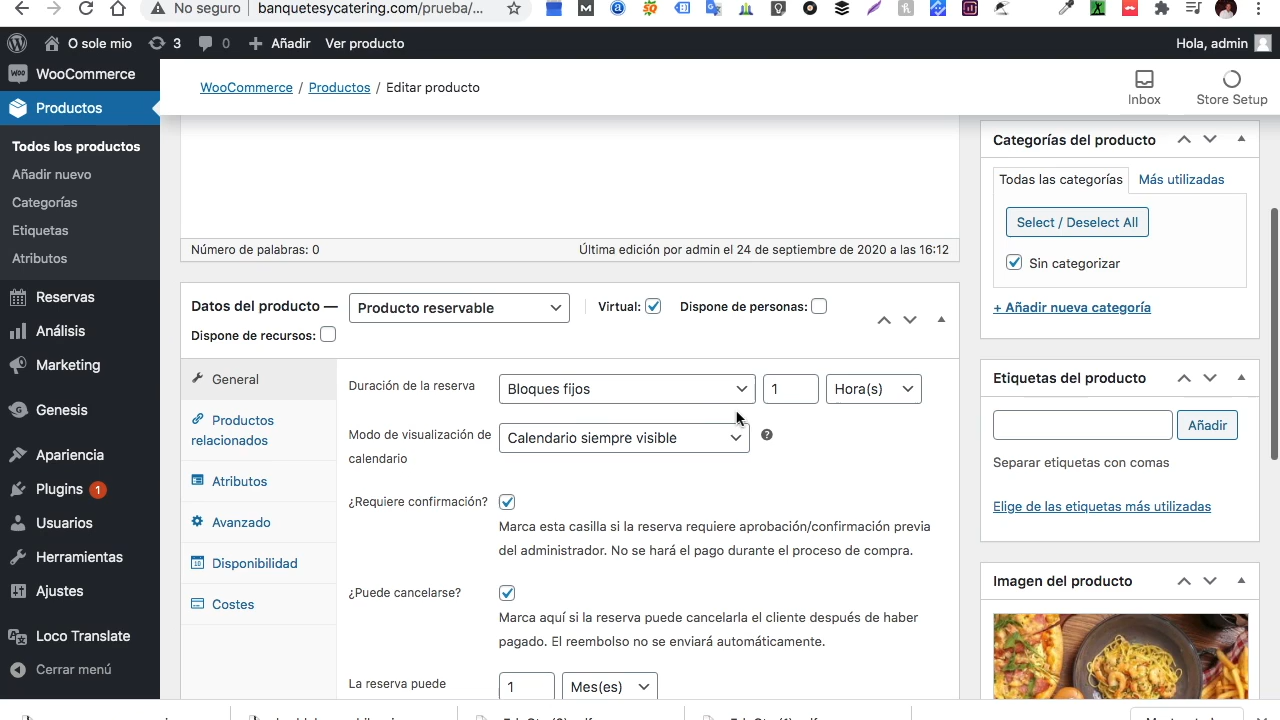 No seguro banquetesycatering.com/prueba/...
O sole mio 3 0 Añadir Ver producto Hola, admin
WooCommerce
Productos
Todos los productos
Añadir nuevo
Categorías
Etiquetas
Atributos
Reservas
Análisis
Marketing
Genesis
Apariencia
Plugins 1
Usuarios
Herramientas
Ajustes
Loco Translate
Cerrar menú
WooCommerce / Productos / Editar producto
Inbox
Store Setup
Número de palabras: 0
Última edición por admin el 24 de septiembre de 2020 a las 16:12
Datos del producto — Producto reservable Virtual: Dispone de personas:
Dispone de recursos:
General
Productos
relacionados
Atributos
Avanzado
Disponibilidad
Costes
Duración de la reserva Bloques fijos 1 Hora(s)
Modo de visualización de
calendario
Calendario siempre visible
¿Requiere confirmación?
Marca esta casilla si la reserva requiere aprobación/confirmación previa
del administrador. No se hará el pago durante el proceso de compra.
¿Puede cancelarse?
Marca aquí si la reserva puede cancelarla el cliente después de haber
pagado. El reembolso no se enviará automáticamente.
La reserva puede 1 Mes(es)
Categorías del producto
Todas las categorías Más utilizadas
Select / Deselect All
Sin categorizar
+ Añadir nueva categoría
Etiquetas del producto
Añadir
Separar etiquetas con comas
Elige de las etiquetas más utilizadas
Imagen del producto